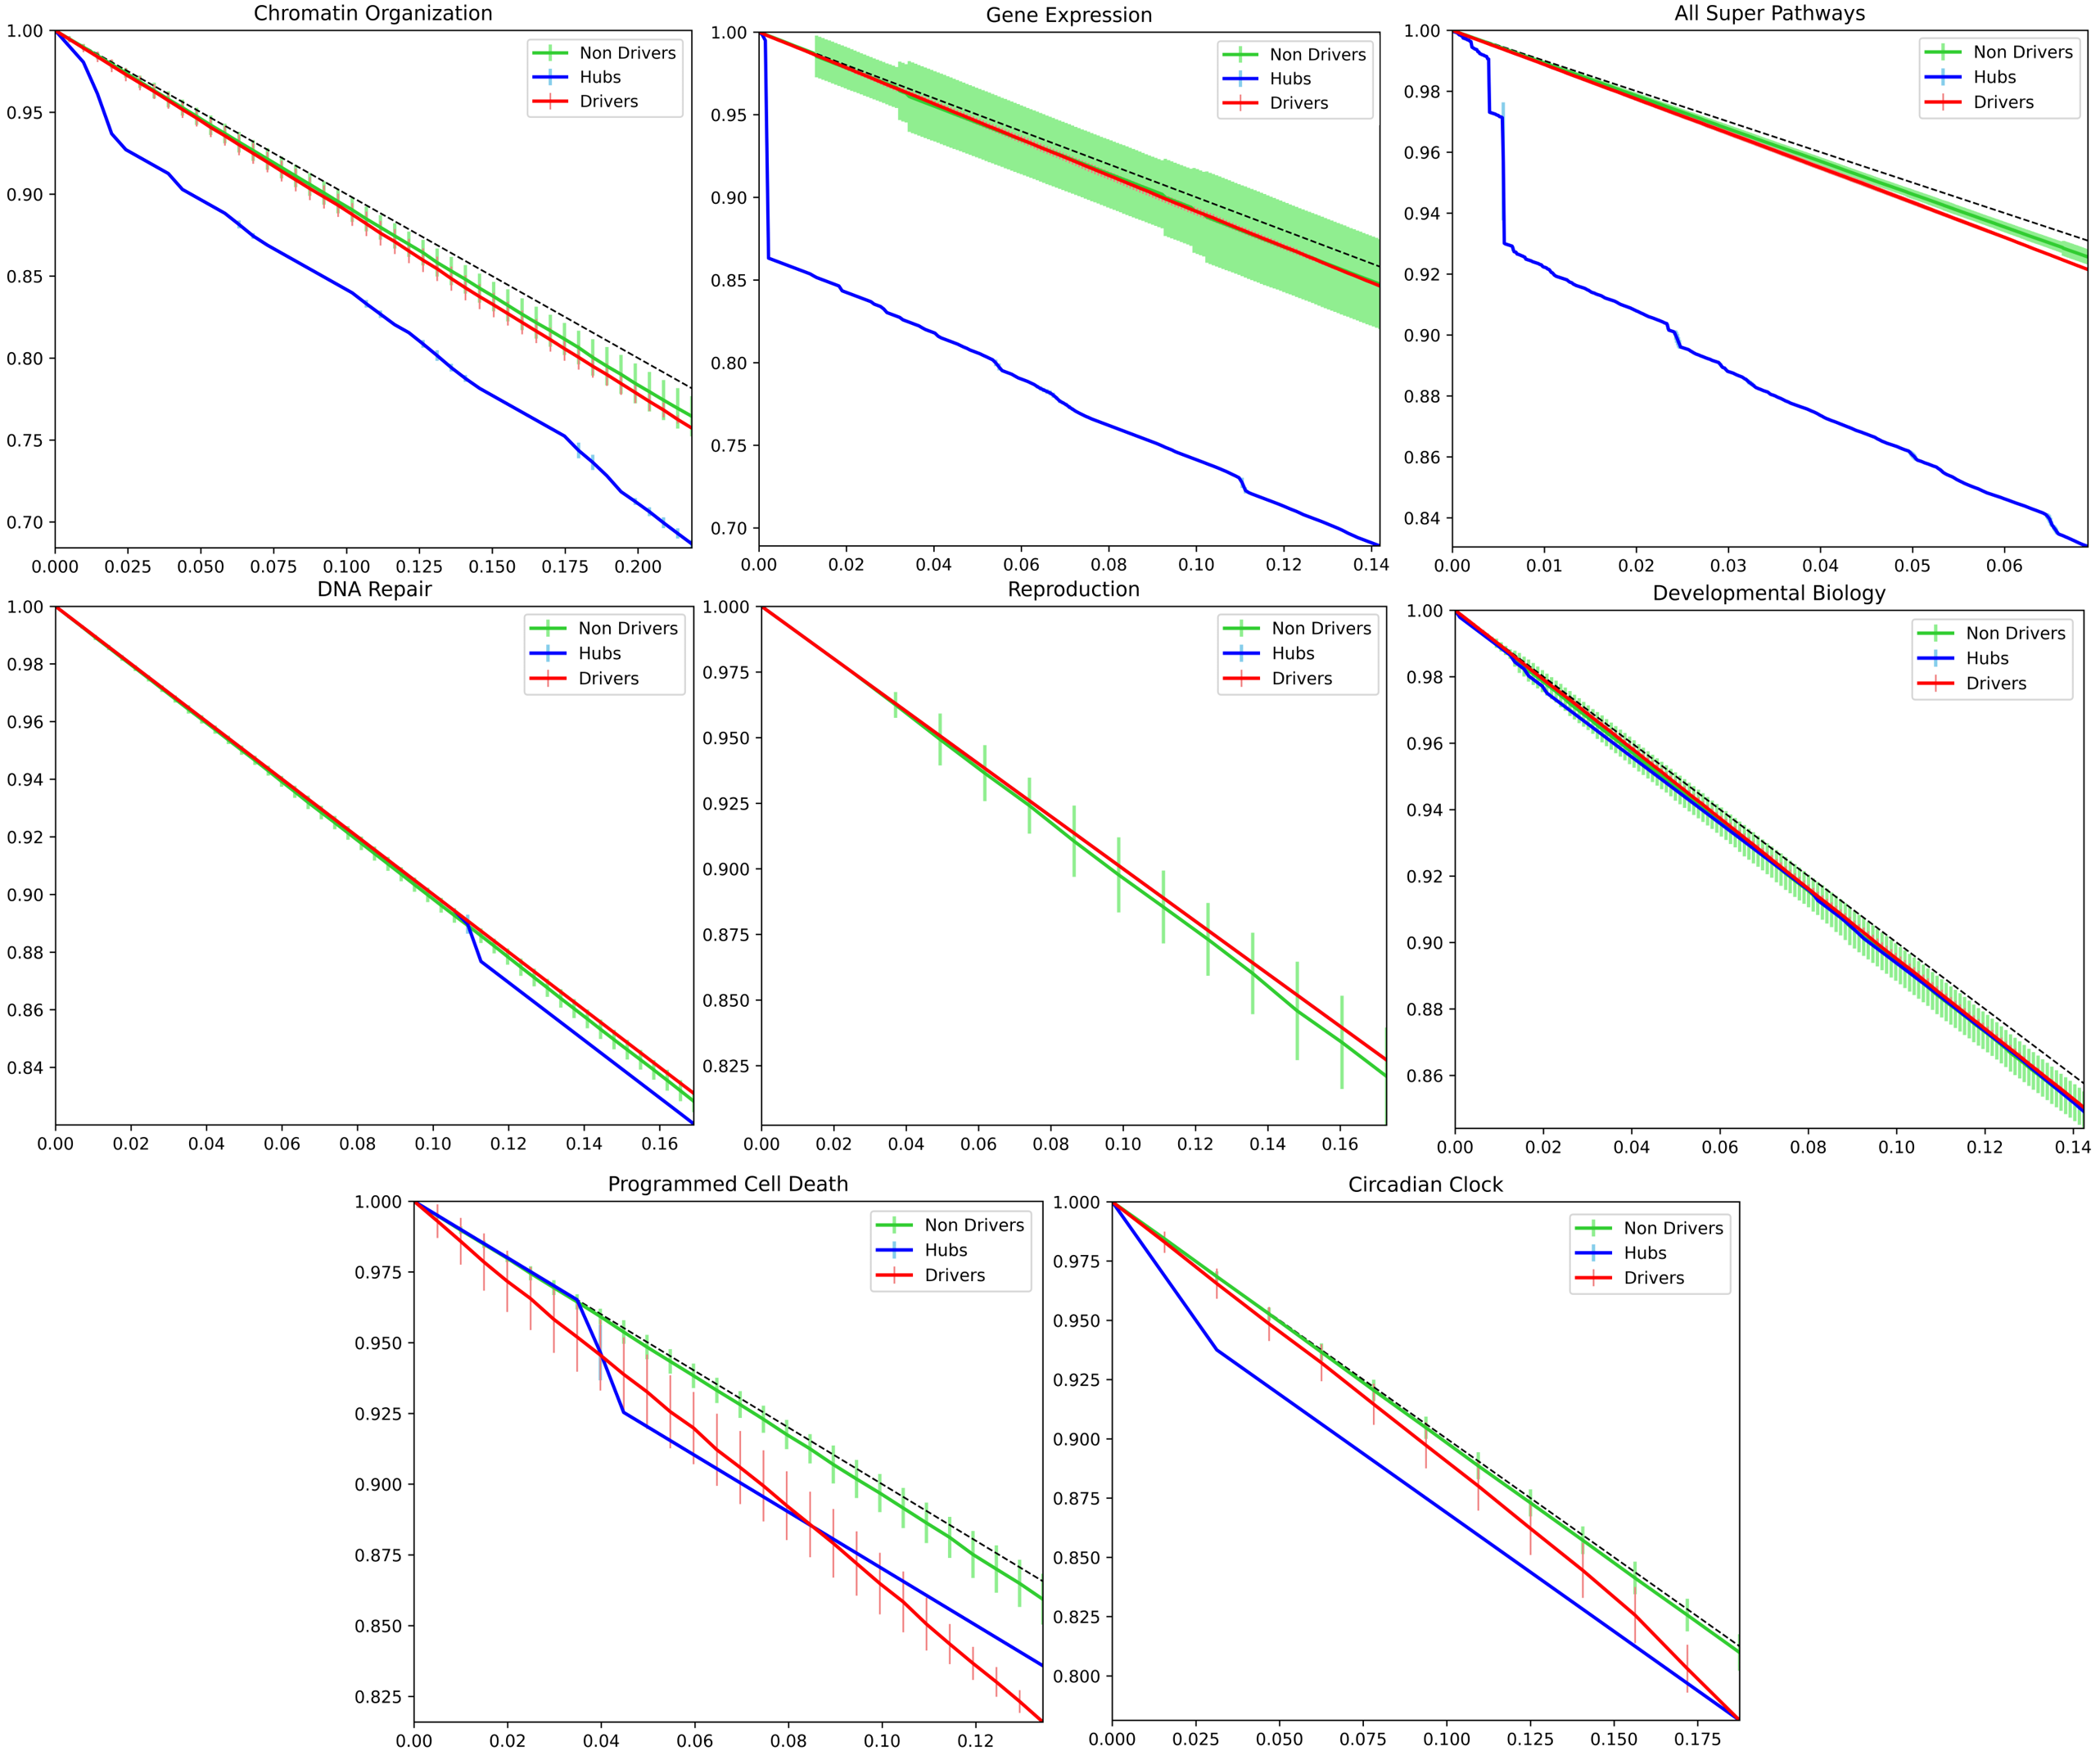 Chromatin Organization
1.00
0.95
0.90
0.85
0.80
0.75
0.70
0.000 0.025 0.050 0.075 0.100 0.125 0.150 0.175 0.200
Non Drivers
Hubs
Drivers
Gene Expression
1.00
0.95
0.90
0.85
0.80
0.75
0.70
0.00 0.02 0.04 0.06 0.08 0.10 0.12 0.14
Non Drivers
Hubs
Drivers
All Super Pathways
1.00
0.98
0.96
0.94
0.92
0.90
0.88
0.86
0.84
0.00 0.01 0.02 0.03 0.04 0.05 0.06
Non Drivers
Hubs
Drivers
DNA Repair
1.00
0.98
0.96
0.94
0.92
0.90
0.88
0.86
0.84
0.00 0.02 0.04 0.06 0.08 0.10 0.12 0.14 0.16
Non Drivers
Hubs
Drivers
Reproduction
1.000
0.975
0.950
0.925
0.900
0.875
0.850
0.825
0.00 0.02 0.04 0.06 0.08 0.10 0.12 0.14 0.16
Non Drivers
Hubs
Drivers
Developmental Biology
1.00
0.98
0.96
0.94
0.92
0.90
0.88
0.86
0.00 0.02 0.04 0.06 0.08 0.10 0.12 0.14
Non Drivers
Hubs
Drivers
Programmed Cell Death
1.000
0.975
0.950
0.925
0.900
0.875
0.850
0.825
0.00 0.02 0.04 0.06 0.08 0.10 0.12
Non Drivers
Hubs
Drivers
Circadian Clock
1.000
0.975
0.950
0.925
0.900
0.875
0.850
0.825
0.800
0.000 0.025 0.050 0.075 0.100 0.125 0.150 0.175
Non Drivers
Hubs
Drivers